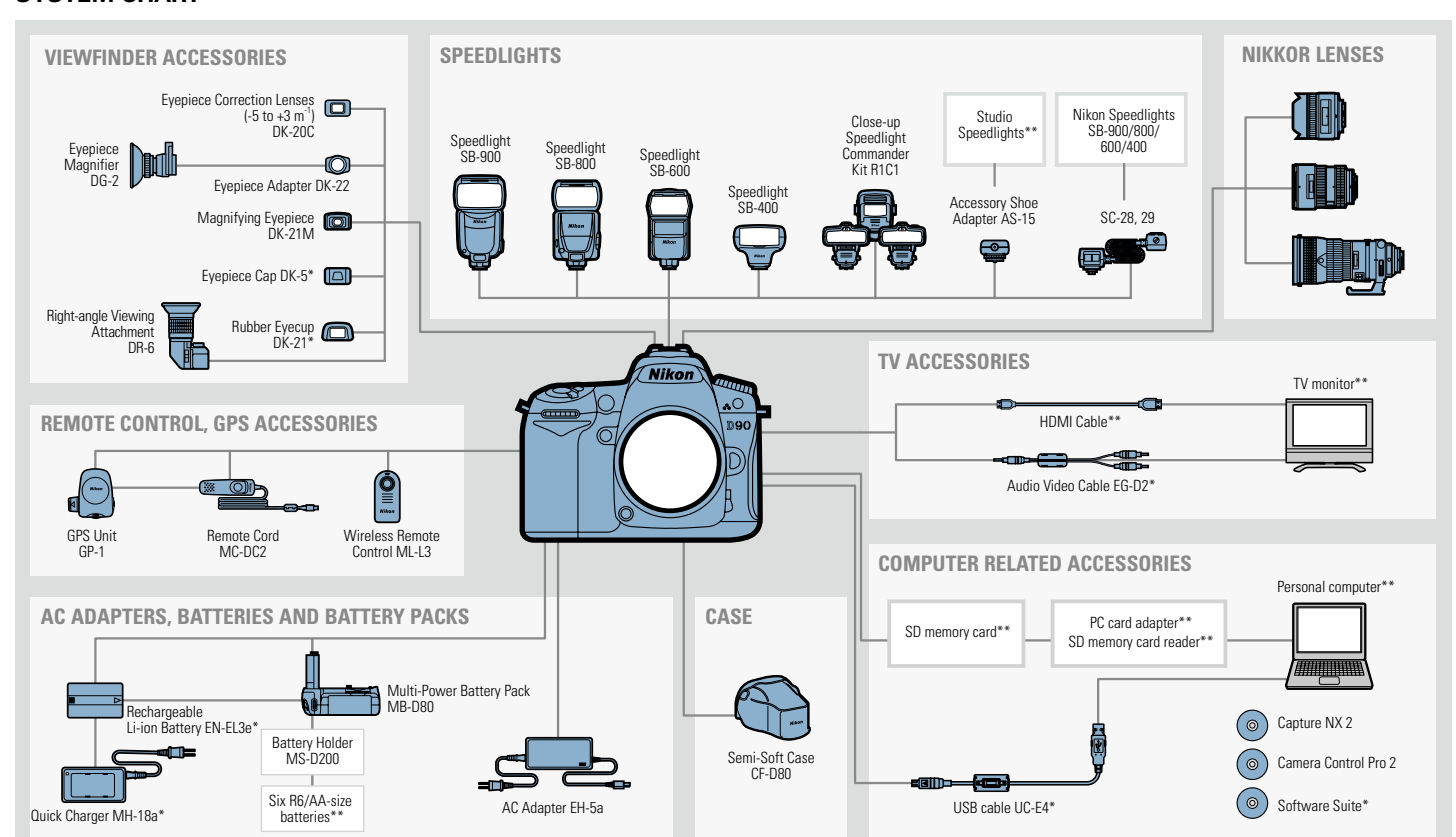 SYSTEM CHART
VIEWFINDER ACCESSORIES
Eyepiece Correction Lenses
(-5 to +3 m⁻¹)
DK-20C
Eyepiece
Magnifier
DG-2
Eyepiece Adapter DK-22
Magnifying Eyepiece
DK-21M
Eyepiece Cap DK-5*
Right-angle Viewing
Attachment
DR-6
Rubber Eyecup
DK-21*
SPEEDLIGHTS
Speedlight
SB-900
Speedlight
SB-800
Speedlight
SB-600
Speedlight
SB-400
Close-up
Speedlight
Commander
Kit R1C1
Studio
Speedlights**
Accessory Shoe
Adapter AS-15
Nikon Speedlights
SB-900/800/
600/400
SC-28, 29
Nikon
Nikon
Nikon
Nikon
NIKKOR LENSES
REMOTE CONTROL, GPS ACCESSORIES
Nikon
GPS Unit
GP-1
Remote Cord
MC-DC2
Nikon
Wireless Remote
Control ML-L3
Nikon
D90
TV ACCESSORIES
TV monitor**
HDMI Cable**
Audio Video Cable EG-D2*
AC ADAPTERS, BATTERIES AND BATTERY PACKS
Rechargeable
Li-ion Battery EN-EL3e*
Multi-Power Battery Pack
MB-D80
Battery Holder
MS-D200
Six R6/AA-size
batteries**
Quick Charger MH-18a*
AC Adapter EH-5a
CASE
Nikon
Semi-Soft Case
CF-D80
COMPUTER RELATED ACCESSORIES
Personal computer**
SD memory card**
PC card adapter**
SD memory card reader**
USB cable UC-E4*
Capture NX 2
Camera Control Pro 2
Software Suite*